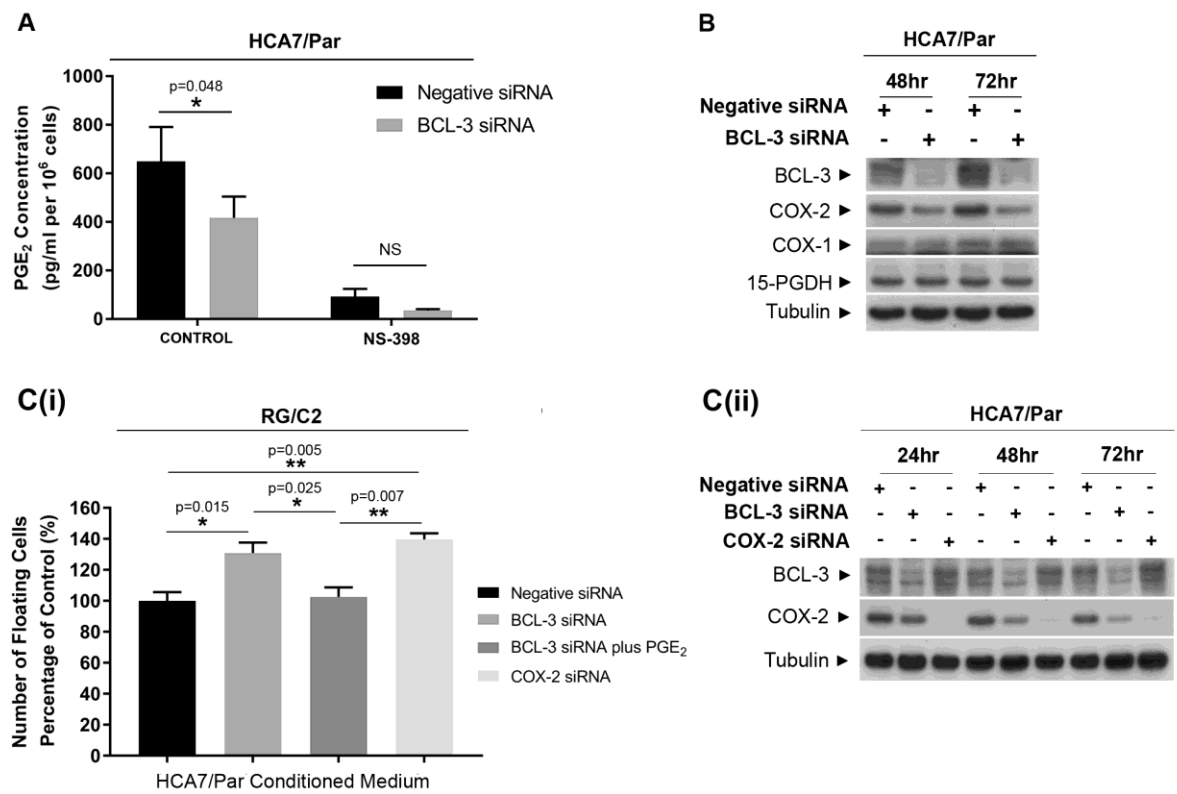 A
HCA7/Par
PGE₂ Concentration
(pg/ml per 10⁶ cells)
1000
800
600
400
200
0
p=0.048
*
NS
Negative siRNA
BCL-3 siRNA
CONTROL
NS-398
B
HCA7/Par
48hr 72hr
Negative siRNA + - + -
BCL-3 siRNA - + - +
BCL-3 ►
COX-2 ►
COX-1 ►
15-PGDH ►
Tubulin ►
C(i)
RG/C2
Number of Floating Cells
Percentage of Control (%)
160
140
120
100
80
60
40
20
0
p=0.005
**
p=0.025
*
p=0.015
*
p=0.007
**
Negative siRNA
BCL-3 siRNA
BCL-3 siRNA plus PGE₂
COX-2 siRNA
HCA7/Par Conditioned Medium
C(ii)
HCA7/Par
24hr 48hr 72hr
Negative siRNA + - - + - - + - -
BCL-3 siRNA - + - - + - - + -
COX-2 siRNA - - + - - + - - +
BCL-3 ►
COX-2 ►
Tubulin ►